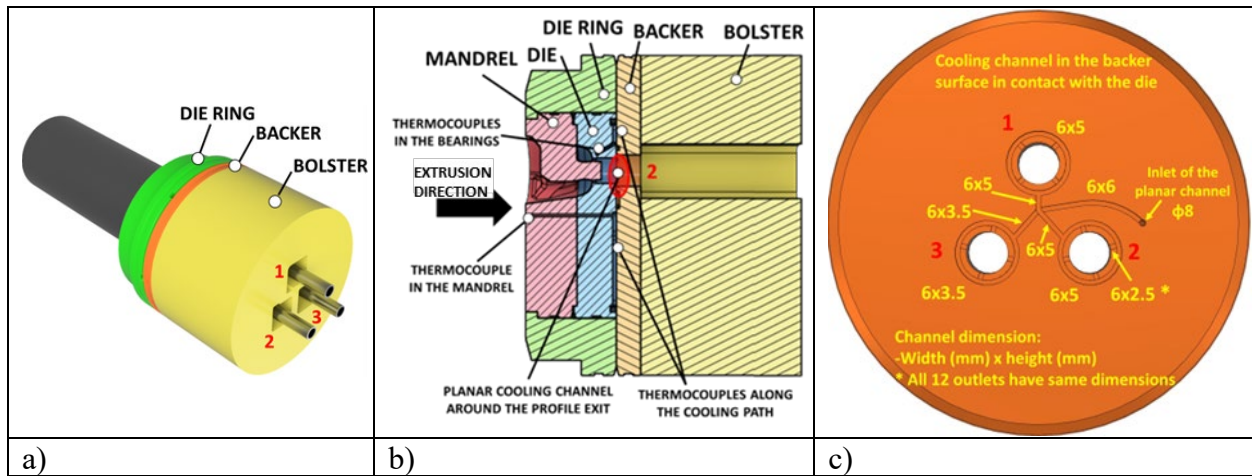 DIE RING
BACKER
BOLSTER
1
3
2
DIE RING
BACKER
BOLSTER
MANDREL
DIE
THERMOCOUPLES
IN THE BEARINGS
EXTRUSION
DIRECTION
2
THERMOCOUPLE
IN THE MANDREL
PLANAR COOLING CHANNEL
AROUND THE PROFILE EXIT
THERMOCOUPLES ALONG
THE COOLING PATH
Cooling channel in the backer
surface in contact with the die
1
6x5
6x5
6x6
Inlet of the
planar channel
ϕ8
6x3.5
3
6x5
2
6x3.5
6x5
6x2.5 *
Channel dimension:
-Width (mm) x height (mm)
* All 12 outlets have same dimensions
a)
b)
c)